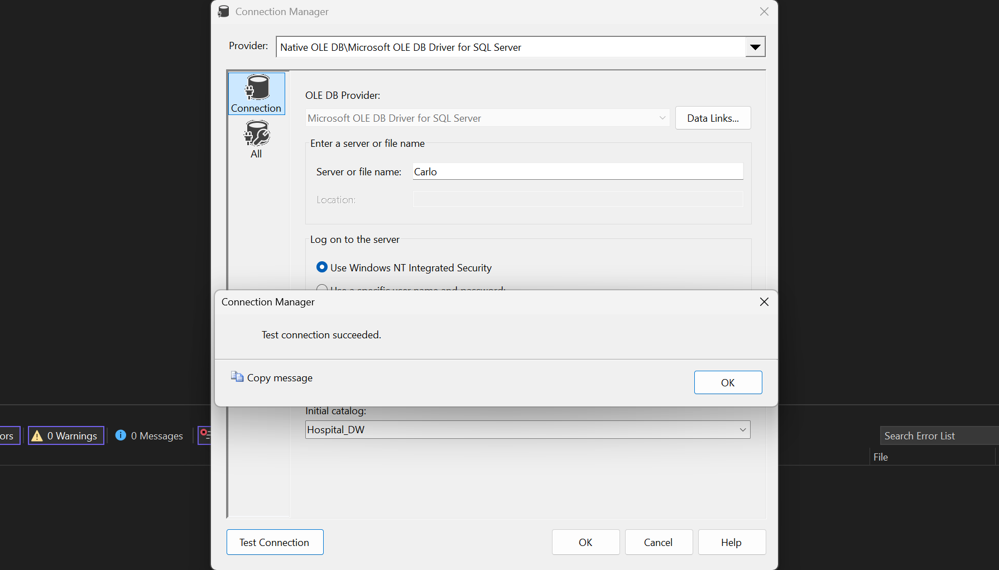 Connection Manager
Provider: Native OLE DB\Microsoft OLE DB Driver for SQL Server
Connection
All
OLE DB Provider:
Microsoft OLE DB Driver for SQL Server
Data Links...
Enter a server or file name
Server or file name: Carlo
Location:
Log on to the server
Use Windows NT Integrated Security
Use a specific user name and password:
Connection Manager
Test connection succeeded.
Copy message
OK
Initial catalog:
Hospital_DW
ors
0 Warnings
0 Messages
Search Error List
File
Test Connection
OK
Cancel
Help